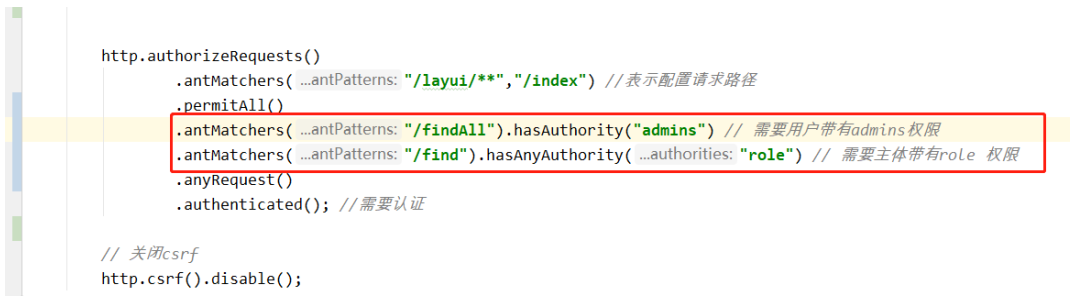 http.authorizeRequests()
.antMatchers( ...antPatterns: "/layui/**","/index") //表示配置请求路径
.permitAll()
.antMatchers( ...antPatterns: "/findAll").hasAuthority("admins") // 需要用户带有admins权限
.antMatchers( ...antPatterns: "/find").hasAnyAuthority( ...authorities: "role") // 需要主体带有role 权限
.anyRequest()
.authenticated(); //需要认证
// 关闭csrf
http.csrf().disable();